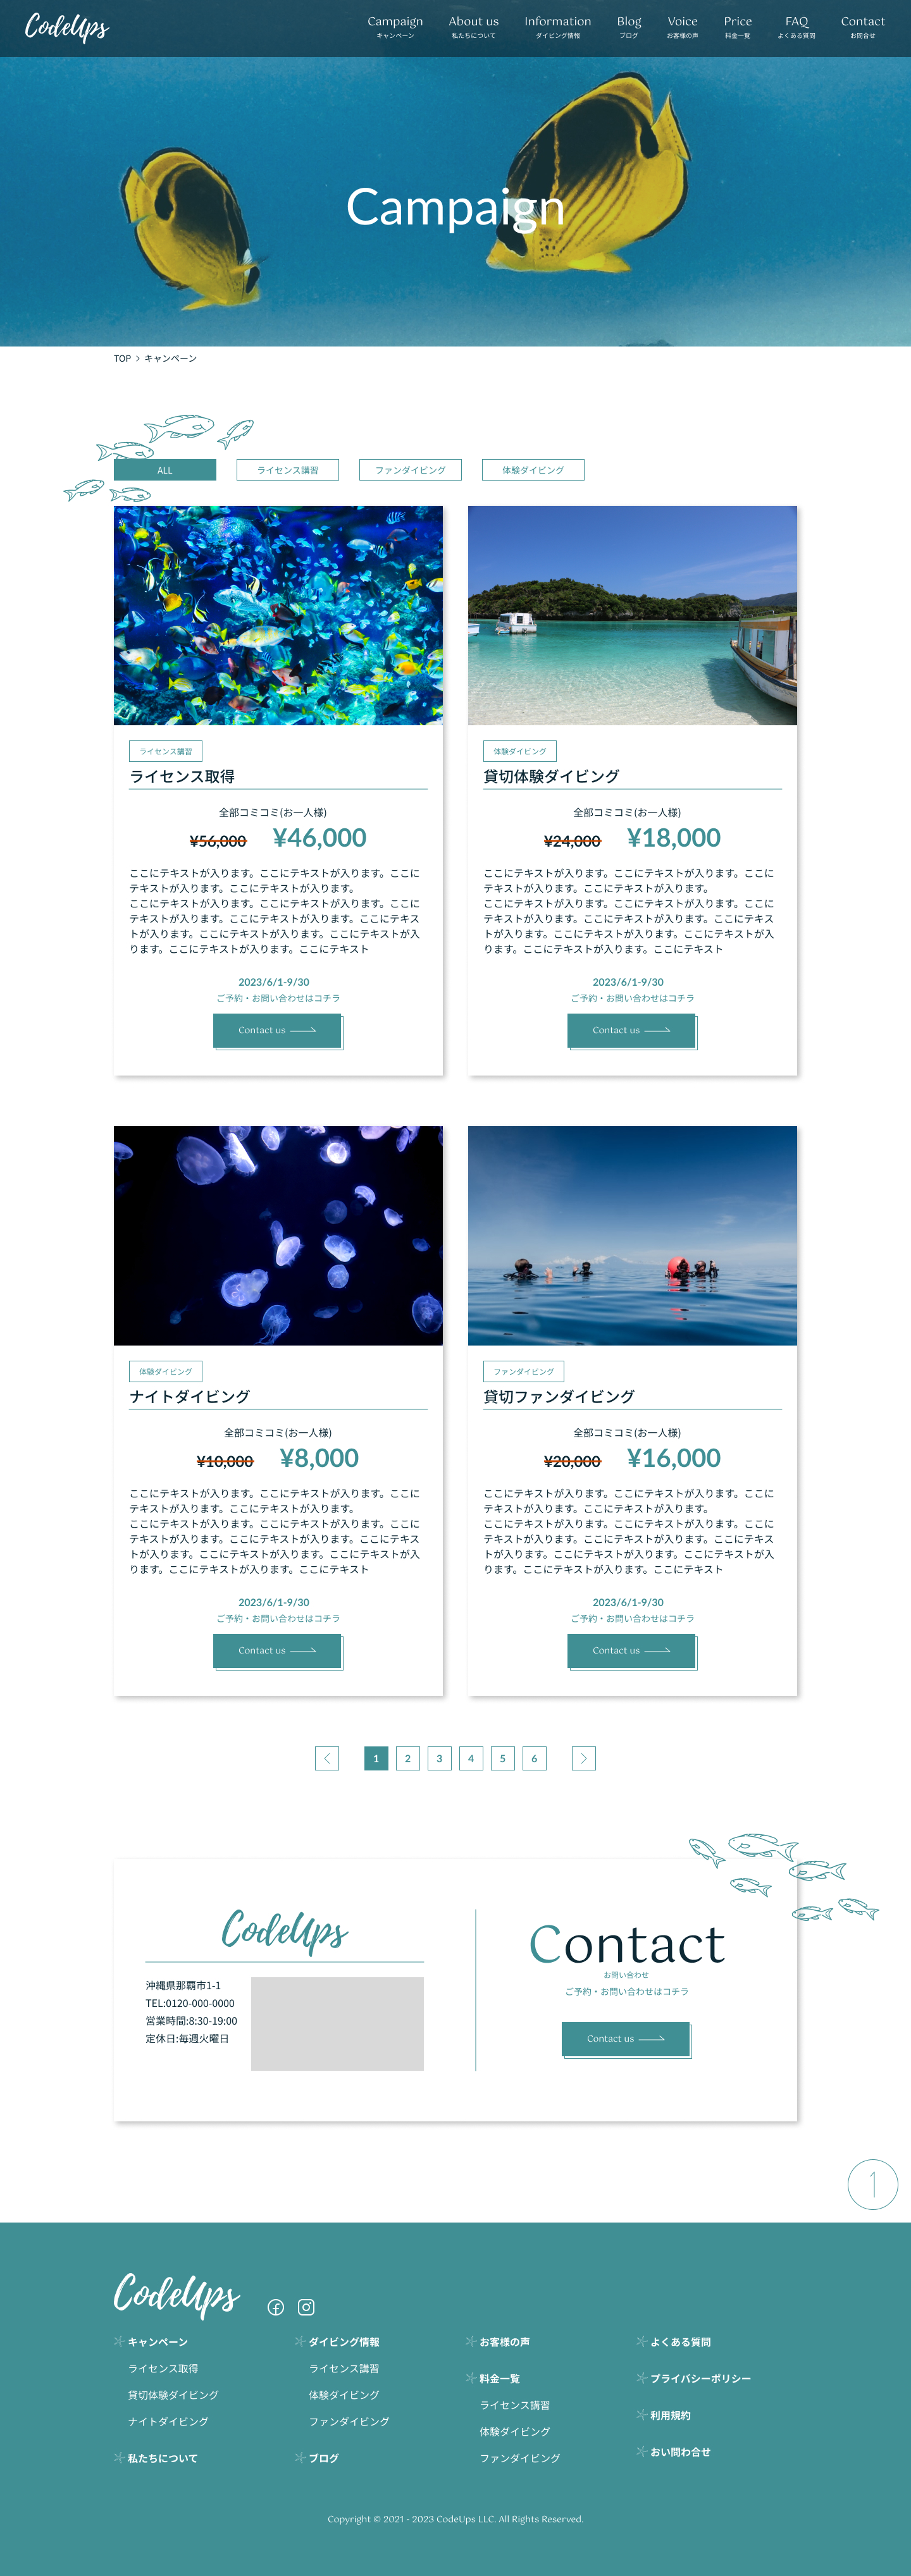 CodeUps
Campaign About us Information Blog Voice Price FAQ Contact
キャンペーン 私たちについて ダイビング情報 ブログ お客様の声 料金一覧 よくある質問 お問合せ
Campaign
TOP > キャンペーン
ALL ライセンス講習 ファンダイビング 体験ダイビング
ライセンス講習
ライセンス取得
全部コミコミ(お一人様)
¥56,000 ¥46,000
ここにテキストが入ります。ここにテキストが入ります。ここに
テキストが入ります。ここにテキストが入ります。
ここにテキストが入ります。ここにテキストが入ります。ここに
テキストが入ります。ここにテキストが入ります。ここにテキス
トが入ります。ここにテキストが入ります。ここにテキストが入
ります。ここにテキストが入ります。ここにテキスト
2023/6/1-9/30
ご予約・お問い合わせはコチラ
Contact us
体験ダイビング
貸切体験ダイビング
全部コミコミ(お一人様)
¥24,000 ¥18,000
ここにテキストが入ります。ここにテキストが入ります。ここに
テキストが入ります。ここにテキストが入ります。
ここにテキストが入ります。ここにテキストが入ります。ここに
テキストが入ります。ここにテキストが入ります。ここにテキス
トが入ります。ここにテキストが入ります。ここにテキストが入
ります。ここにテキストが入ります。ここにテキスト
2023/6/1-9/30
ご予約・お問い合わせはコチラ
Contact us
体験ダイビング
ナイトダイビング
全部コミコミ(お一人様)
¥10,000 ¥8,000
ここにテキストが入ります。ここにテキストが入ります。ここに
テキストが入ります。ここにテキストが入ります。
ここにテキストが入ります。ここにテキストが入ります。ここに
テキストが入ります。ここにテキストが入ります。ここにテキス
トが入ります。ここにテキストが入ります。ここにテキストが入
ります。ここにテキストが入ります。ここにテキスト
2023/6/1-9/30
ご予約・お問い合わせはコチラ
Contact us
ファンダイビング
貸切ファンダイビング
全部コミコミ(お一人様)
¥20,000 ¥16,000
ここにテキストが入ります。ここにテキストが入ります。ここに
テキストが入ります。ここにテキストが入ります。
ここにテキストが入ります。ここにテキストが入ります。ここに
テキストが入ります。ここにテキストが入ります。ここにテキス
トが入ります。ここにテキストが入ります。ここにテキストが入
ります。ここにテキストが入ります。ここにテキスト
2023/6/1-9/30
ご予約・お問い合わせはコチラ
Contact us
1 2 3 4 5 6
CodeUps
沖縄県那覇市1-1
TEL:0120-000-0000
営業時間:8:30-19:00
定休日:毎週火曜日
Contact
お問い合わせ
ご予約・お問い合わせはコチラ
Contact us
CodeUps
キャンペーン
ライセンス取得
貸切体験ダイビング
ナイトダイビング
私たちについて
ダイビング情報
ライセンス講習
体験ダイビング
ファンダイビング
ブログ
お客様の声
料金一覧
ライセンス講習
体験ダイビング
ファンダイビング
よくある質問
プライバシーポリシー
利用規約
おい問わ合せ
Copyright © 2021 - 2023 CodeUps LLC. All Rights Reserved.